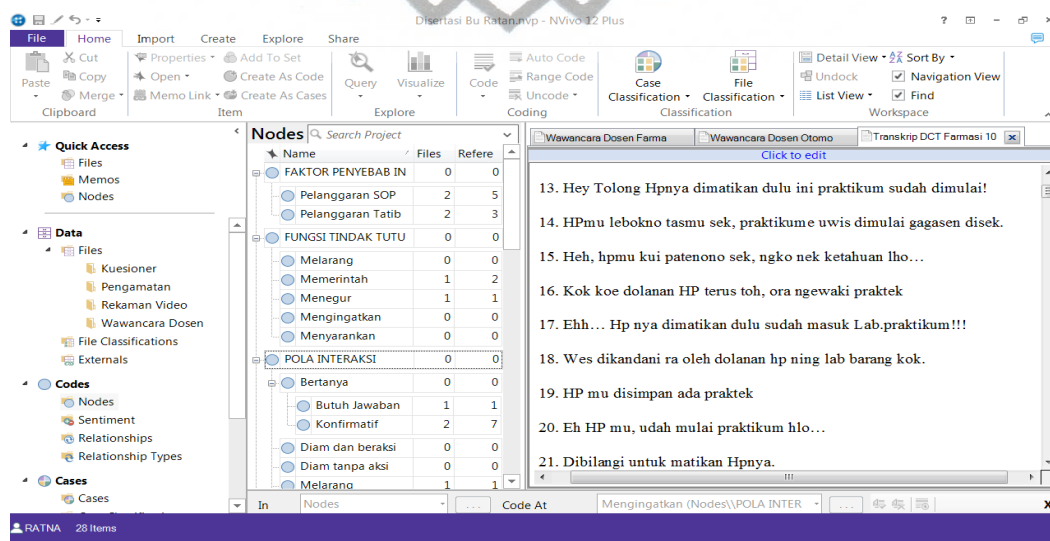 Disertasi Bu Ratan.nvp - NVivo 12 Plus
File Home Import Create Explore Share
Cut Properties Add To Set Auto Code Detail View Sort By
Paste Copy Open Create As Code Query Visualize Code Range Code Case Classification File Classification Undock Navigation View
Merge Memo Link Create As Cases Uncode List View Find
Clipboard Item Explore Coding Classification Workspace
Quick Access
Files
Memos
Nodes
Data
Files
Kuesioner
Pengamatan
Rekaman Video
Wawancara Dosen
File Classifications
Externals
Codes
Nodes
Sentiment
Relationships
Relationship Types
Cases
Cases
Nodes Search Project
Name Files Refere
FAKTOR PENYEBAB IN 0 0
Pelanggaran SOP 2 5
Pelanggaran Tatib 2 3
FUNGSI TINDAK TUTU 0 0
Melarang 0 0
Memerintah 1 2
Menegur 1 1
Mengingatkan 0 0
Menyarankan 0 0
POLA INTERAKSI 0 0
Bertanya 0 0
Butuh Jawaban 1 1
Konfirmatif 2 7
Diam dan beraksi 0 0
Diam tanpa aksi 0 0
Melarang 1 1
Wawancara Dosen Farma Wawancara Dosen Otomo Transkrip DCT Farmasi 10
Click to edit
13. Hey Tolong Hpnya dimatikan dulu ini praktikum sudah dimulai!
14. HPmu lebokno tasmu sek, praktikume uwis dimulai gagasen disek.
15. Heh, hpmu kui patenono sek, ngko nek ketahuan lho…
16. Kok koe dolanan HP terus toh, ora ngewaki praktek
17. Ehh… Hp nya dimatikan dulu sudah masuk Lab.praktikum!!!
18. Wes dikandani ra oleh dolanan hp ning lab barang kok.
19. HP mu disimpan ada praktek
20. Eh HP mu, udah mulai praktikum hlo…
21. Dibilangi untuk matikan Hpnya.
In Nodes ... Code At Mengingatkan (Nodes\\POLA INTER ... X
RATNA 28 Items